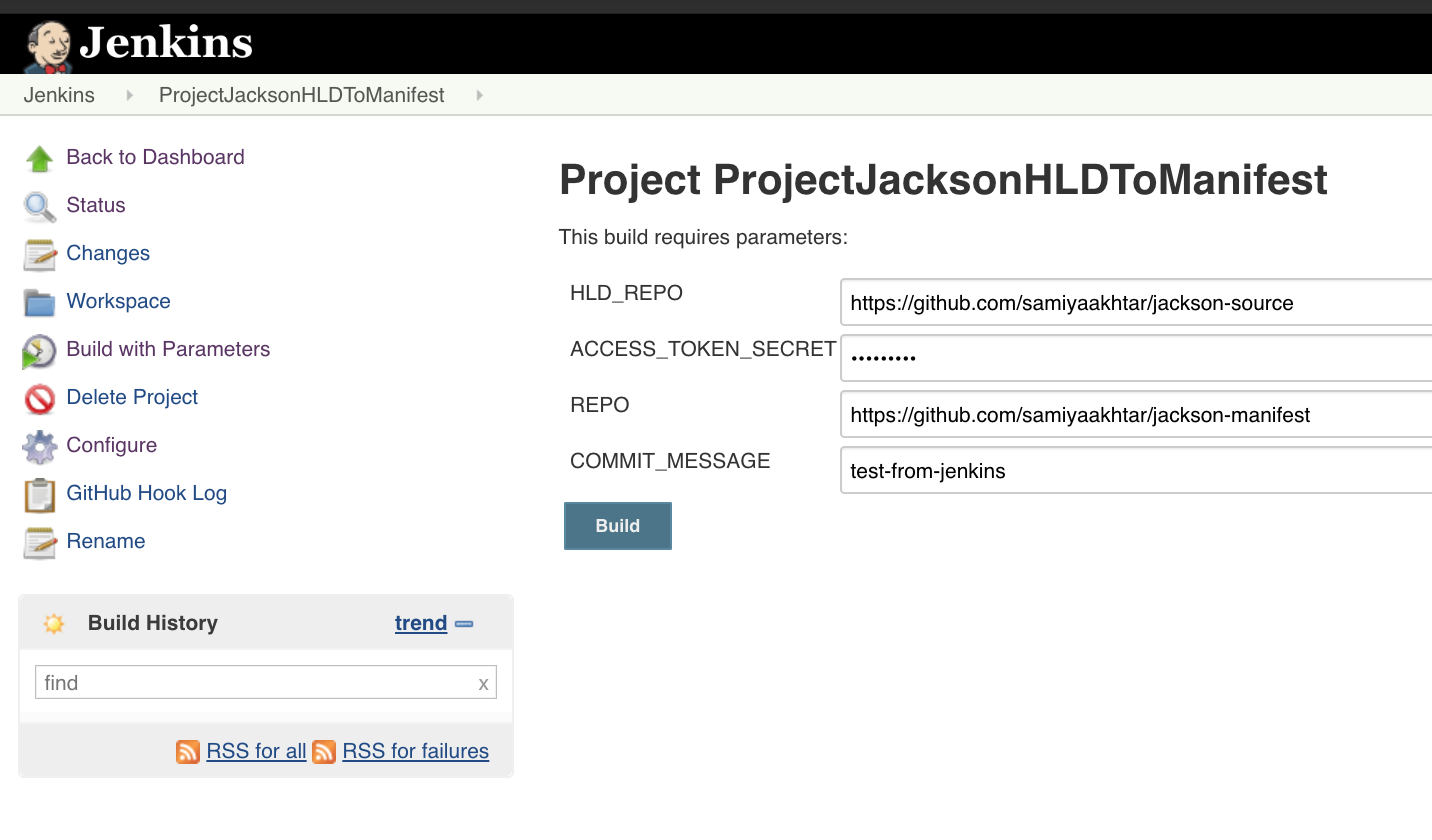 Jenkins
Jenkins ProjectJacksonHLDToManifest
Back to Dashboard
Status
Changes
Workspace
Build with Parameters
Delete Project
Configure
GitHub Hook Log
Rename
Build History trend
find x
RSS for all RSS for failures
Project ProjectJacksonHLDToManifest
This build requires parameters:
HLD_REPO https://github.com/samiyaakhtar/jackson-source
ACCESS_TOKEN_SECRET •••••••••
REPO https://github.com/samiyaakhtar/jackson-manifest
COMMIT_MESSAGE test-from-jenkins
Build